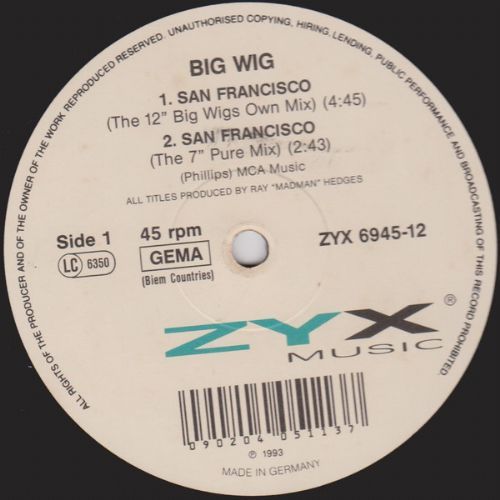 ALL RIGHTS OF THE PRODUCER AND OF THE OWNER OF THE WORK REPRODUCED RESERVED. UNAUTHORISED COPYING, HIRING, LENDING, PUBLIC PERFORMANCE AND BROADCASTING OF THIS RECORD PROHIBITED.
BIG WIG
1. SAN FRANCISCO
(The 12" Big Wigs Own Mix) (4:45)
2. SAN FRANCISCO
(The 7" Pure Mix) (2:43)
(Phillips) MCA Music
ALL TITLES PRODUCED BY RAY "MADMAN" HEDGES
Side 1 45 rpm ZYX 6945-12
LC 6350 GEMA
(Biem Countries)
ZYX ®
MUSIC
090204 051137
℗ 1993
MADE IN GERMANY